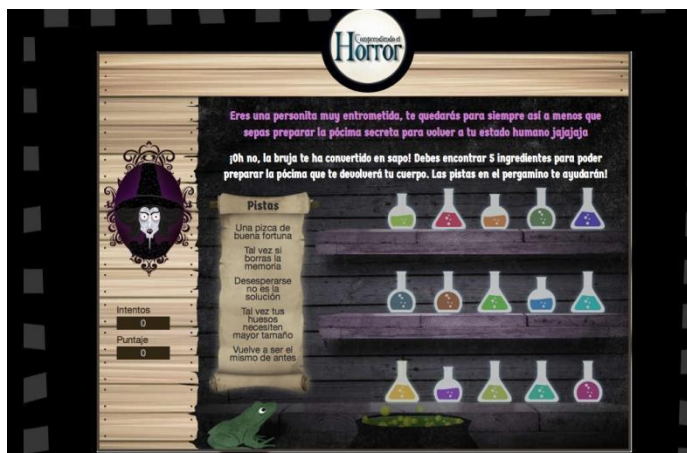 Comprendiendo el
Horror
Eres una personita muy entrometida, te quedarás para siempre así a menos que
sepas preparar la pócima secreta para volver a tu estado humano jajajaja
¡Oh no, la bruja te ha convertido en sapo! Debes encontrar 5 ingredientes para poder
preparar la pócima que te devolverá tu cuerpo. Las pistas en el pergamino te ayudarán!
Pistas
Una pizca de
buena fortuna
Tal vez si
borras la
memoria
Desesperarse
no es la
solución
Tal vez tus
huesos
necesiten
mayor tamaño
Vuelve a ser el
mismo de antes
Intentos
0
Puntaje
0